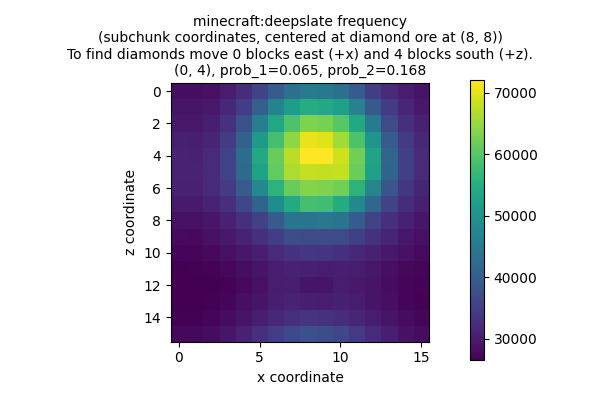 minecraft:deepslate frequency
(subchunk coordinates, centered at diamond ore at (8, 8))
To find diamonds move 0 blocks east (+x) and 4 blocks south (+z).
(0, 4), prob_1=0.065, prob_2=0.168
0
2
4
6
8
10
12
14
z coordinate
0
5
10
15
x coordinate
70000
60000
50000
40000
30000